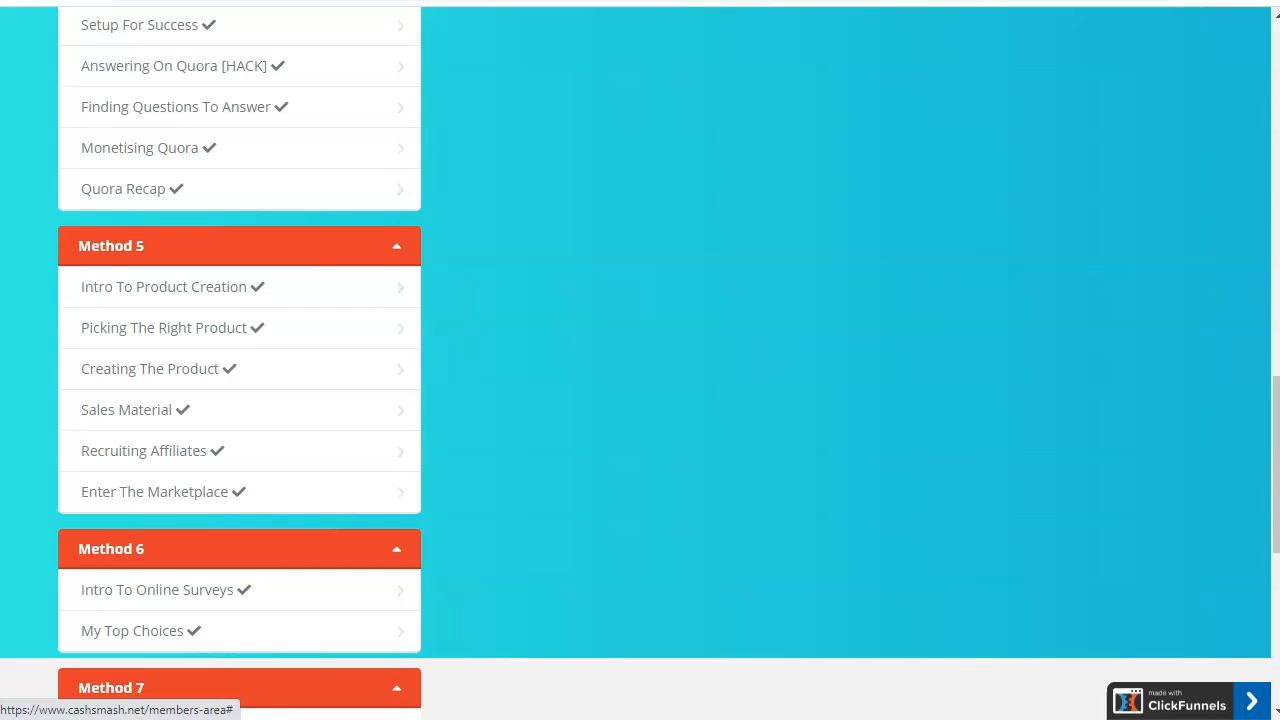 Setup For Success
Answering On Quora [HACK]
Finding Questions To Answer
Monetising Quora
Quora Recap
Method 5
Intro To Product Creation
Picking The Right Product
Creating The Product
Sales Material
Recruiting Affiliates
Enter The Marketplace
Method 6
Intro To Online Surveys
My Top Choices
Method 7
https://www.cashsmash.net/members-area#
made with
ClickFunnels